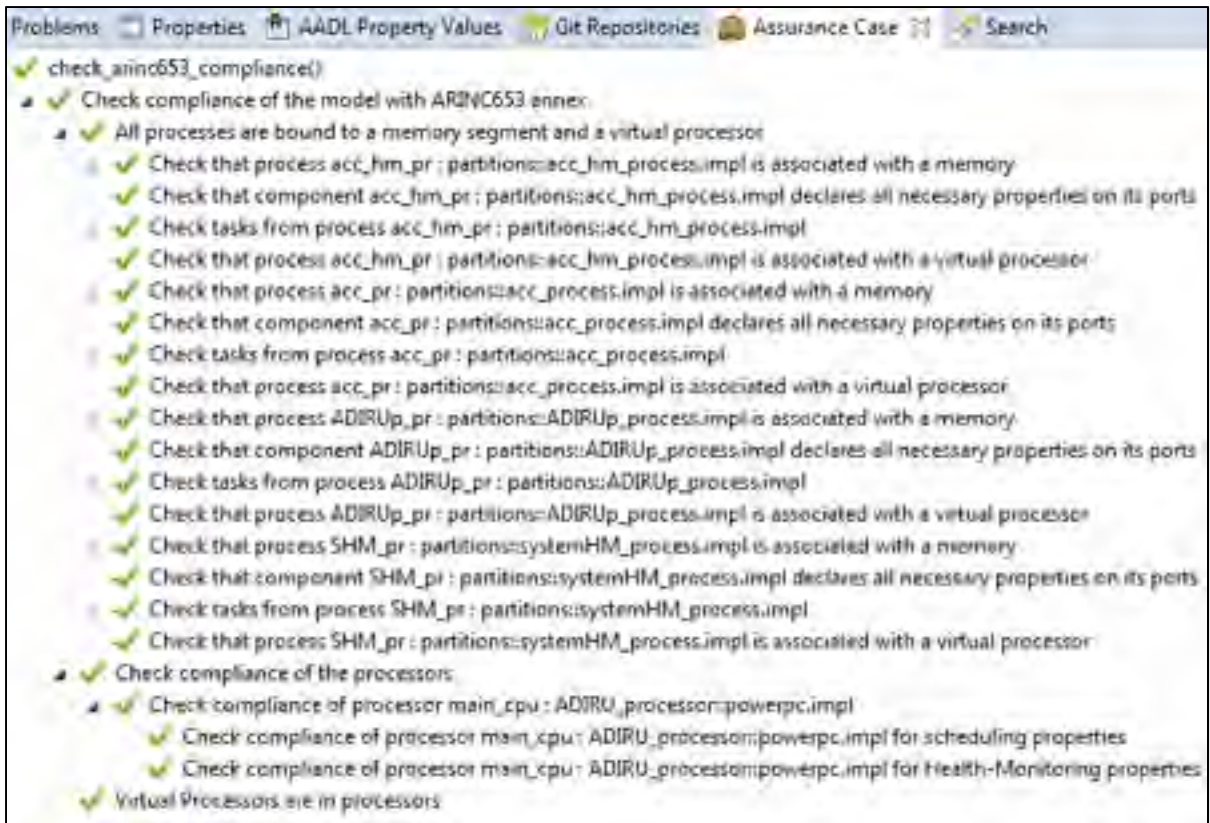 Problems Properties AADL Property Values Git Repositories Assurance Case Search
check_arinc653_compliance()
Check compliance of the model with ARINC653 annex
All processes are bound to a memory segment and a virtual processor
Check that process acc_hm_pr : partitions::acc_hm_process.impl is associated with a memory
Check that component acc_hm_pr : partitions::acc_hm_process.impl declares all necessary properties on its ports
Check tasks from process acc_hm_pr : partitions::acc_hm_process.impl
Check that process acc_hm_pr : partitions::acc_hm_process.impl is associated with a virtual processor
Check that process acc_pr : partitions::acc_process.impl is associated with a memory
Check that component acc_pr : partitions::acc_process.impl declares all necessary properties on its ports
Check tasks from process acc_pr : partitions::acc_process.impl
Check that process acc_pr : partitions::acc_process.impl is associated with a virtual processor
Check that process ADIRUp_pr : partitions::ADIRUp_process.impl is associated with a memory
Check that component ADIRUp_pr : partitions::ADIRUp_process.impl declares all necessary properties on its ports
Check tasks from process ADIRUp_pr : partitions::ADIRUp_process.impl
Check that process ADIRUp_pr : partitions::ADIRUp_process.impl is associated with a virtual processor
Check that process SHM_pr : partitions::systemHM_process.impl is associated with a memory
Check that component SHM_pr : partitions::systemHM_process.impl declares all necessary properties on its ports
Check tasks from process SHM_pr : partitions::systemHM_process.impl
Check that process SHM_pr : partitions::systemHM_process.impl is associated with a virtual processor
Check compliance of the processors
Check compliance of processor main_cpu : ADIRU_processor::powerpc.impl
Check compliance of processor main_cpu : ADIRU_processor::powerpc.impl for scheduling properties
Check compliance of processor main_cpu : ADIRU_processor::powerpc.impl for Health-Monitoring properties
Virtual Processors are in processors